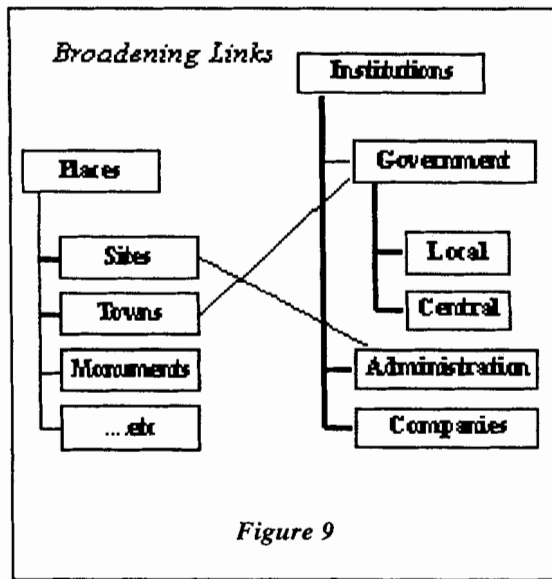 Broadening Links
Institutions
Government
Local
Central
Administration
Companies
Places
Sites
Towns
Monuments
....etc
Figure 9